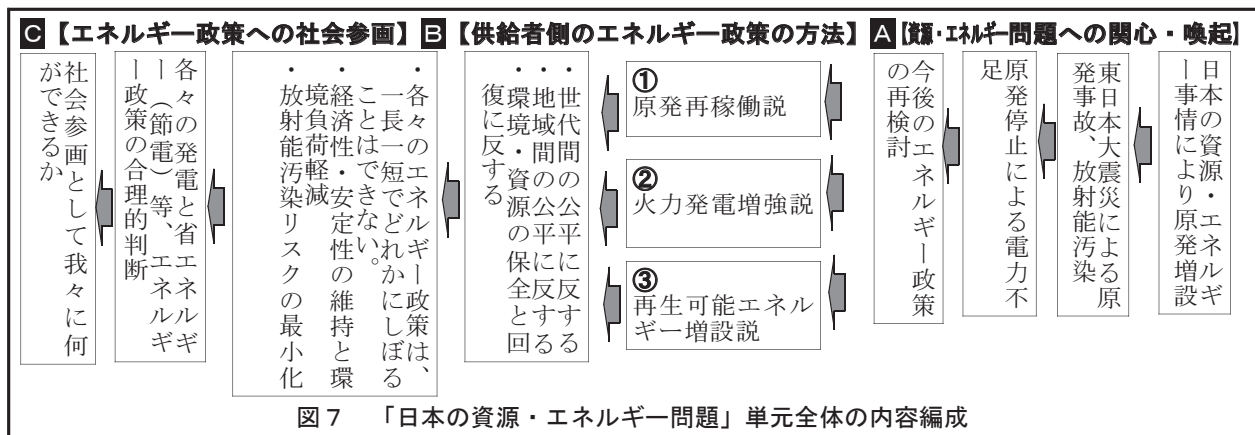 A【資源･ｴﾈﾙｷﾞｰ問題への関心・喚起】
日本の資源・エネルギ
ー事情により原発増設
東日本大震災による原
発事故、放射能汚染
原発停止による電力不
足
今後のエネルギー政策
の再検討
B【供給者側のエネルギー政策の方法】
①
原発再稼働説
②
火力発電増強説
③
再生可能エネル
ギー増設説
・世代間の公平に反する
・地域間の公平に反する
・環境・資源の保全と回
復に反する
・各々のエネルギー政策は、
一長一短でどれかにしぼる
ことはできない。
・経済性・安定性の維持と環
境負荷軽減
・放射能汚染リスクの最小化
C【エネルギー政策への社会参画】
各々の発電と省エネルギ
ー（節電）等、エネルギ
ー政策の合理的判断
社会参画として我々に何
ができるか
図７　「日本の資源・エネルギー問題」単元全体の内容編成